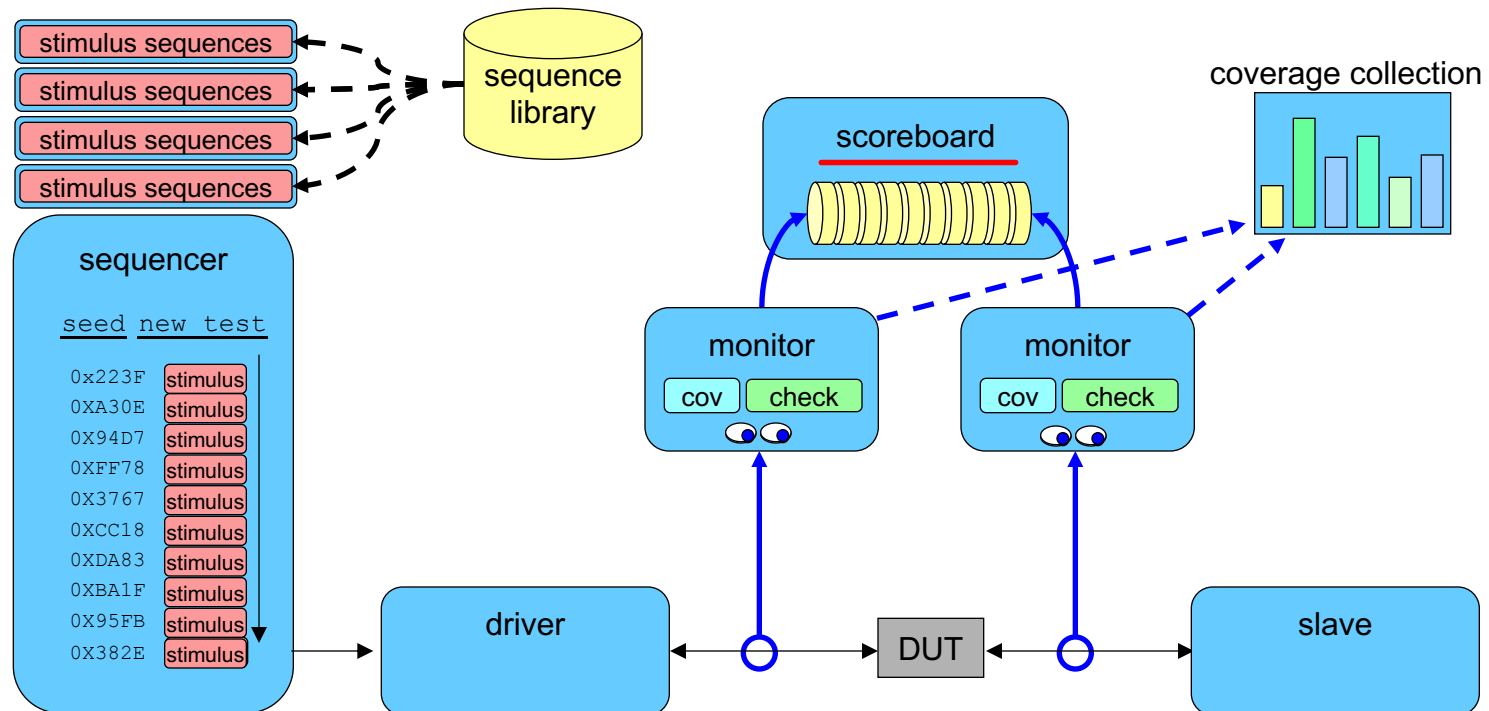 stimulus sequences
stimulus sequences
stimulus sequences
stimulus sequences
sequence
library
coverage collection
scoreboard
sequencer
seed new test
0x223F stimulus
0XA30E stimulus
0X94D7 stimulus
0XFF78 stimulus
0X3767 stimulus
0XCC18 stimulus
0XDA83 stimulus
0XBA1F stimulus
0X95FB stimulus
0X382E stimulus
monitor
cov check
monitor
cov check
driver
DUT
slave